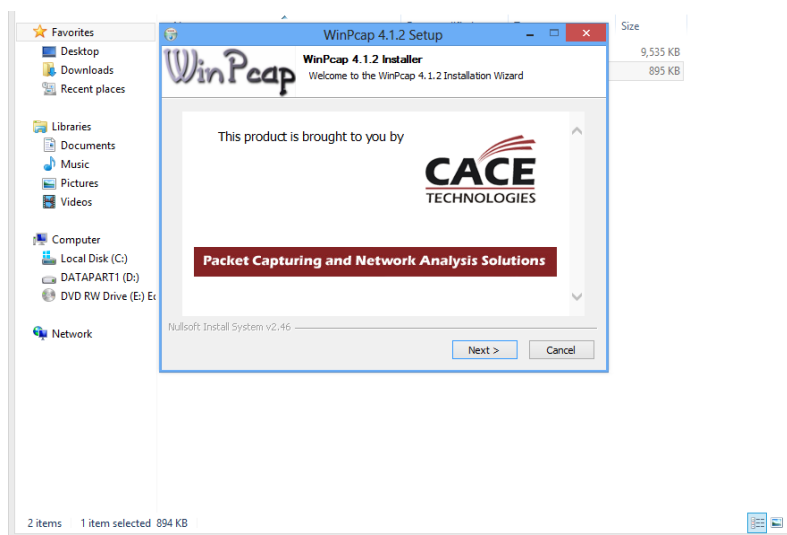 Size
Favorites
Desktop
Downloads
Recent places
Libraries
Documents
Music
Pictures
Videos
Computer
Local Disk (C:)
DATAPART1 (D:)
DVD RW Drive (E:)
Network
9,535 KB
895 KB
WinPcap 4.1.2 Setup
WinPcap
WinPcap 4.1.2 Installer
Welcome to the WinPcap 4.1.2 Installation Wizard
This product is brought to you by
CACE
TECHNOLOGIES
Packet Capturing and Network Analysis Solutions
Nullsoft Install System v2.46
Next >
Cancel
2 items 1 item selected 894 KB